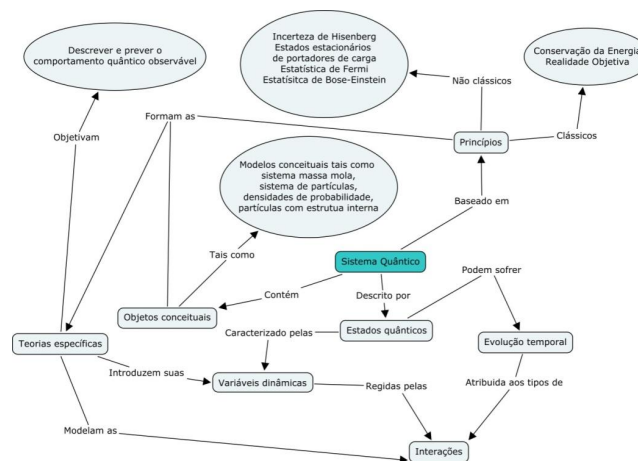 Descrever e prever o
comportamento quântico observável
Incerteza de Hisenberg
Estados estacionários
de portadores de carga
Estatística de Fermi
Estatísitca de Bose-Einstein
Conservação da Energia
Realidade Objetiva
Não clássicos
Formam as
Objetivam
Princípios
Clássicos
Modelos conceituais tais como
sistema massa mola,
sistema de partículas,
densidades de probabilidade,
partículas com estrutua interna
Baseado em
Tais como
Sistema Quântico
Podem sofrer
Contém
Descrito por
Objetos conceituais
Caracterizado pelas
Estados quânticos
Teorias específicas
Evolução temporal
Introduzem suas
Variáveis dinâmicas
Regidas pelas
Atribuida aos tipos de
Modelam as
Interações